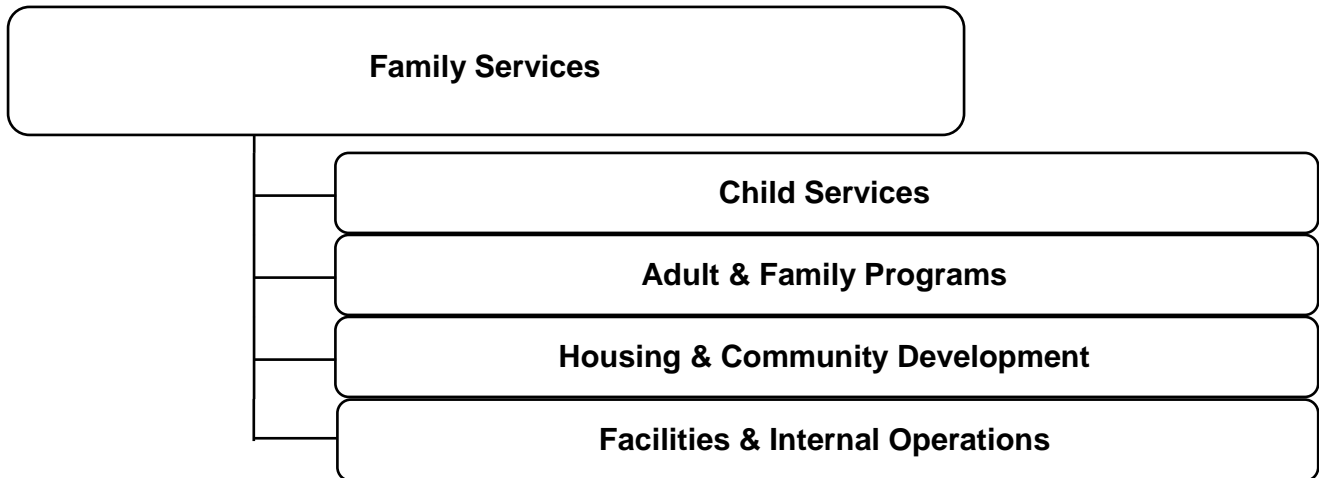 Family Services
Child Services
Adult & Family Programs
Housing & Community Development
Facilities & Internal Operations